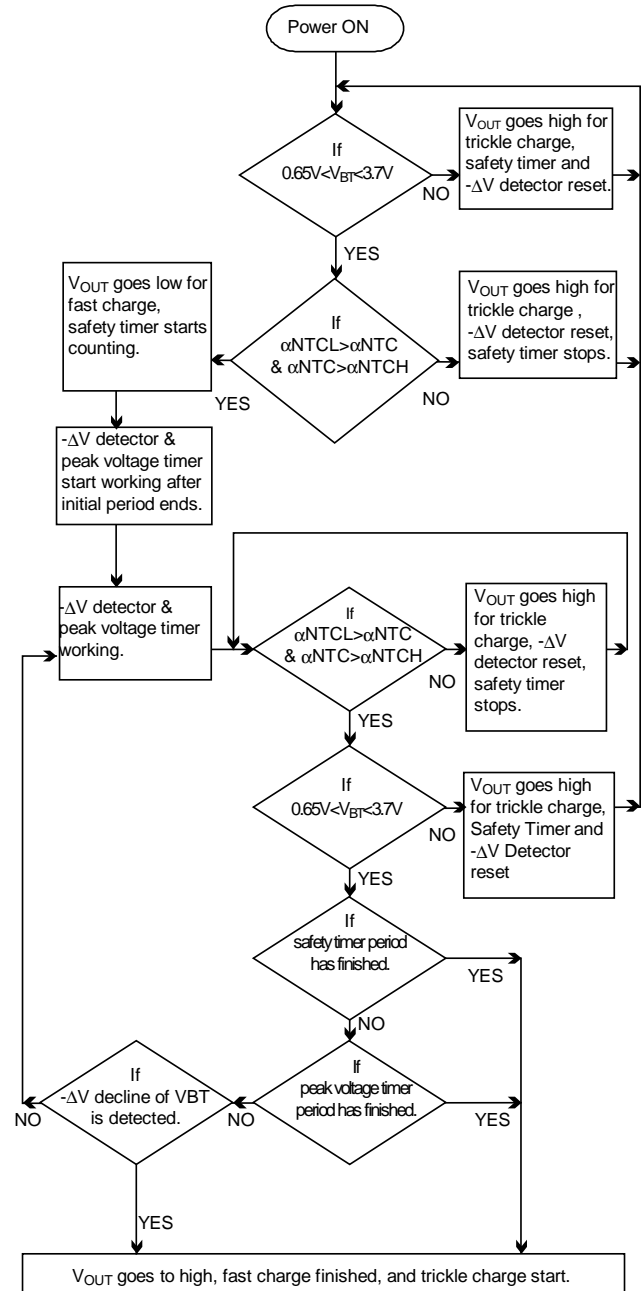 Power ON
If
0.65V<VBT<3.7V
NO
YES
VOUT goes high for
trickle charge,
safety timer and
-ΔV detector reset.
If
αNTCL>αNTC
& αNTC>αNTCH
NO
YES
VOUT goes high for
trickle charge ,
-ΔV detector reset,
safety timer stops.
VOUT goes low for
fast charge,
safety timer starts
counting.
-ΔV detector &
peak voltage timer
start working after
initial period ends.
-ΔV detector &
peak voltage timer
working.
If
αNTCL>αNTC
& αNTC>αNTCH
NO
YES
VOUT goes high
for trickle
charge, -ΔV
detector reset,
safety timer
stops.
If
0.65V<VBT<3.7V
NO
YES
VOUT goes high
for trickle charge,
Safety Timer and
-ΔV Detector
reset
If
safety timer period
has finished.
YES
NO
If
peak voltage timer
period has finished.
YES
NO
If
-ΔV decline of VBT
is detected.
NO
YES
VOUT goes to high, fast charge finished, and trickle charge start.